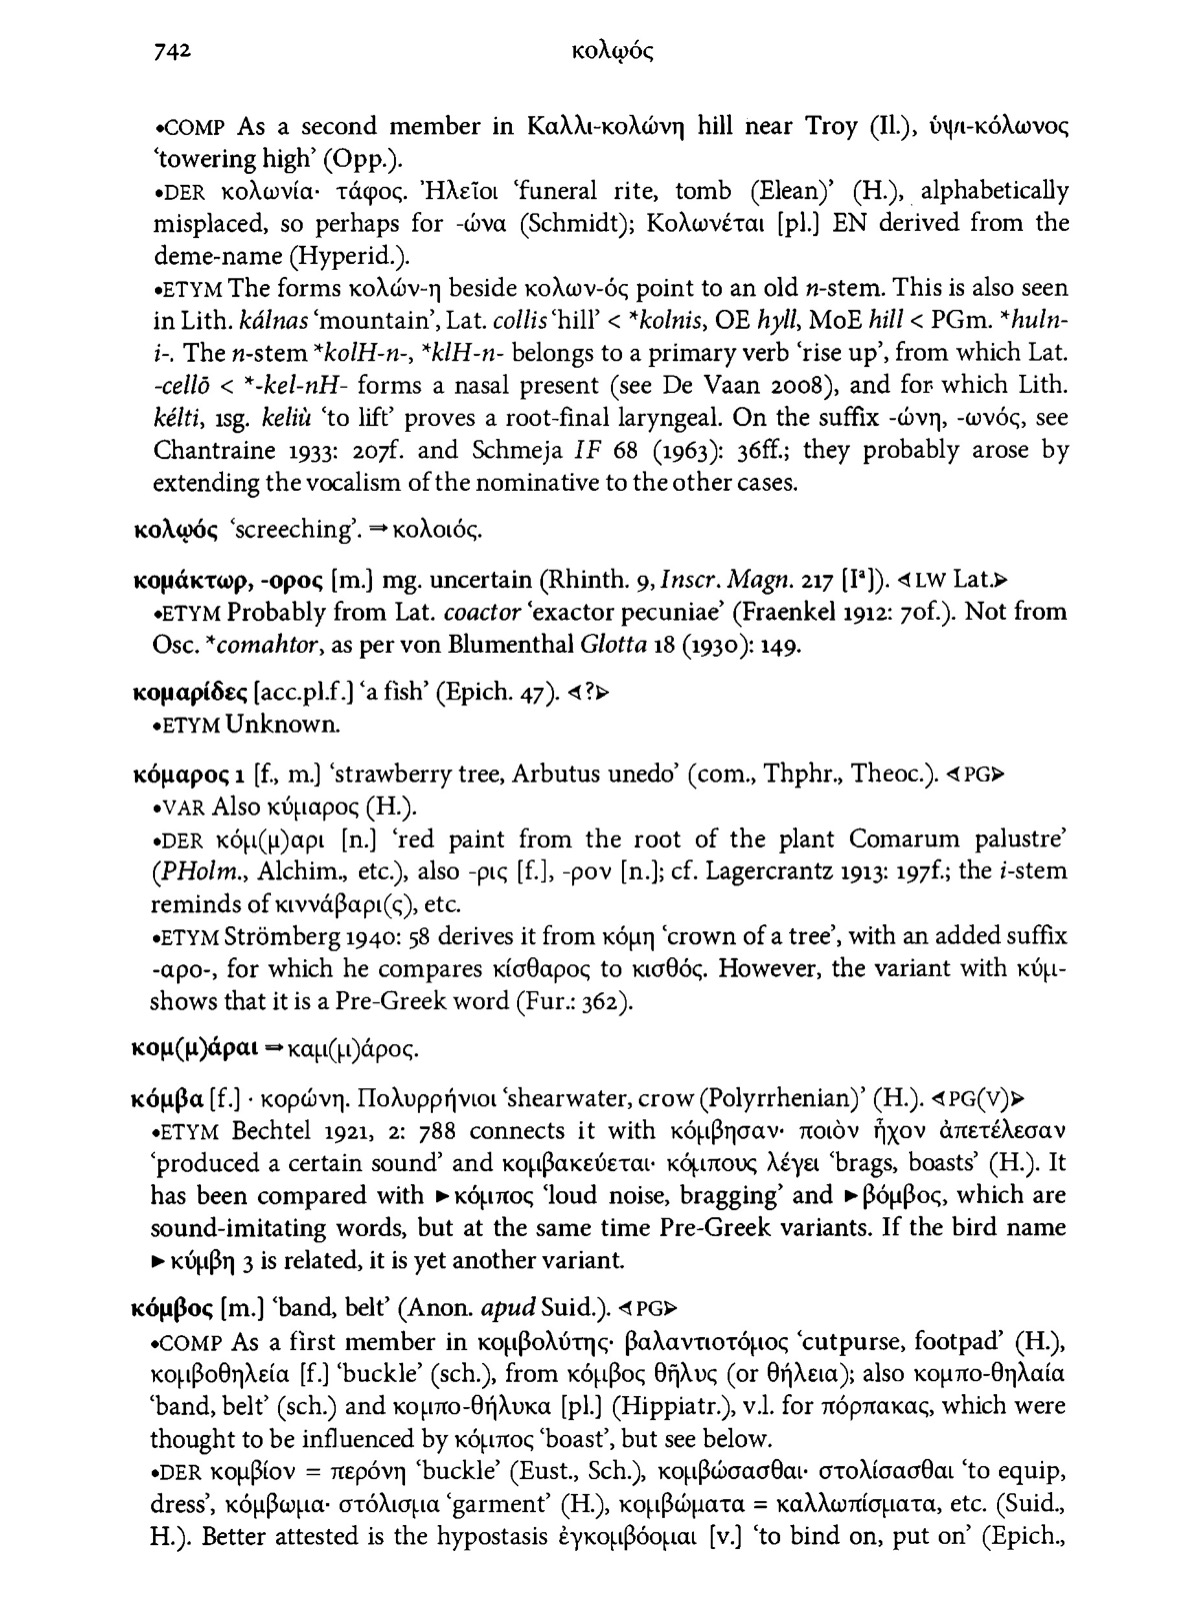 742 κολῳός
•COMP As a second member in Καλλι-κολώνη hill near Troy (Il.), ὑψι-κόλωνος
‘towering high’ (Opp.).
•DER κολωνία· τάφος. Ἠλεῖοι ‘funeral rite, tomb (Elean)’ (H.), alphabetically
misplaced, so perhaps for -ώνα (Schmidt); Κολωνέται [pl.] EN derived from the
deme-name (Hyperid.).
•ETYM The forms κολών-η beside κολων-ός point to an old n-stem. This is also seen
in Lith. kálnas ‘mountain’, Lat. collis ‘hill’ < *kolnis, OE hyll, MoE hill < PGm. *huln-
i-. The n-stem *kolH-n-, *klH-n- belongs to a primary verb ‘rise up’, from which Lat.
-cellō < *-kel-nH- forms a nasal present (see De Vaan 2008), and for which Lith.
kélti, 1sg. keliù ‘to lift’ proves a root-final laryngeal. On the suffix -ώνη, -ωνός, see
Chantraine 1933: 207f. and Schmeja IF 68 (1963): 36ff.; they probably arose by
extending the vocalism of the nominative to the other cases.
κολῳός ‘screeching’. ⇒ κολοιός.
κομάκτωρ, -ορος [m.] mg. uncertain (Rhinth. 9, Inscr. Magn. 217 [Iᵃ]). ⊲LW Lat.⊳
•ETYM Probably from Lat. coactor ‘exactor pecuniae’ (Fraenkel 1912: 70f.). Not from
Osc. *comahtor, as per von Blumenthal Glotta 18 (1930): 149.
κομαρίδες [acc.pl.f.] ‘a fish’ (Epich. 47). ⊲?⊳
•ETYM Unknown.
κόμαρος 1 [f., m.] ‘strawberry tree, Arbutus unedo’ (com., Thphr., Theoc.). ⊲PG⊳
•VAR Also κύμαρος (H.).
•DER κόμ(μ)αρι [n.] ‘red paint from the root of the plant Comarum palustre’
(PHolm., Alchim., etc.), also -ρις [f.], -ρον [n.]; cf. Lagercrantz 1913: 197f.; the i-stem
reminds of κιννάβαρι(ς), etc.
•ETYM Strömberg 1940: 58 derives it from κόμη ‘crown of a tree’, with an added suffix
-αρο-, for which he compares κίσθαρος to κισθός. However, the variant with κύμ-
shows that it is a Pre-Greek word (Fur.: 362).
κομ(μ)άραι ⇒ καμ(μ)άρος.
κόμβα [f.] · κορώνη. Πολυρρήνιοι ‘shearwater, crow (Polyrrhenian)’ (H.). ⊲PG(V)⊳
•ETYM Bechtel 1921, 2: 788 connects it with κόμβησαν· ποιὸν ἦχον ἀπετέλεσαν
‘produced a certain sound’ and κομβακεύεται· κόμπους λέγει ‘brags, boasts’ (H.). It
has been compared with ►κόμπος ‘loud noise, bragging’ and ►βόμβος, which are
sound-imitating words, but at the same time Pre-Greek variants. If the bird name
►κύμβη 3 is related, it is yet another variant.
κόμβος [m.] ‘band, belt’ (Anon. apud Suid.). ⊲PG⊳
•COMP As a first member in κομβολύτης· βαλαντιοτόμος ‘cutpurse, footpad’ (H.),
κομβοθηλεία [f.] ‘buckle’ (sch.), from κόμβος θῆλυς (or θήλεια); also κομπο-θηλαία
‘band, belt’ (sch.) and κομπο-θήλυκα [pl.] (Hippiatr.), v.l. for πόρπακας, which were
thought to be influenced by κόμπος ‘boast’, but see below.
•DER κομβίον = περόνη ‘buckle’ (Eust., Sch.), κομβώσασθαι· στολίσασθαι ‘to equip,
dress’, κόμβωμα· στόλισμα ‘garment’ (H.), κομβώματα = καλλωπίσματα, etc. (Suid.,
H.). Better attested is the hypostasis ἐγκομβόομαι [v.] ‘to bind on, put on’ (Epich.,